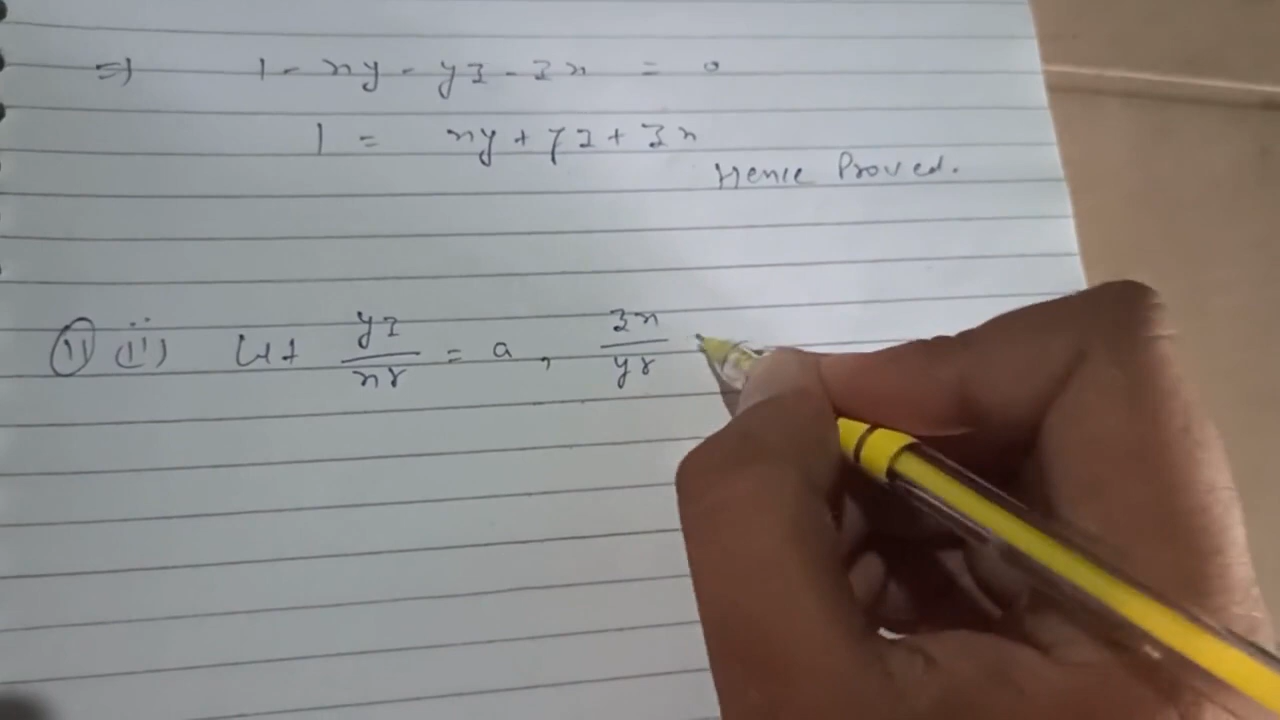 ⇒ 1 - xy - yz - zx = 0
1 = xy + yz + zx
Hence Proved.
(11) (ii) Let yz/xr = a, zx/yr